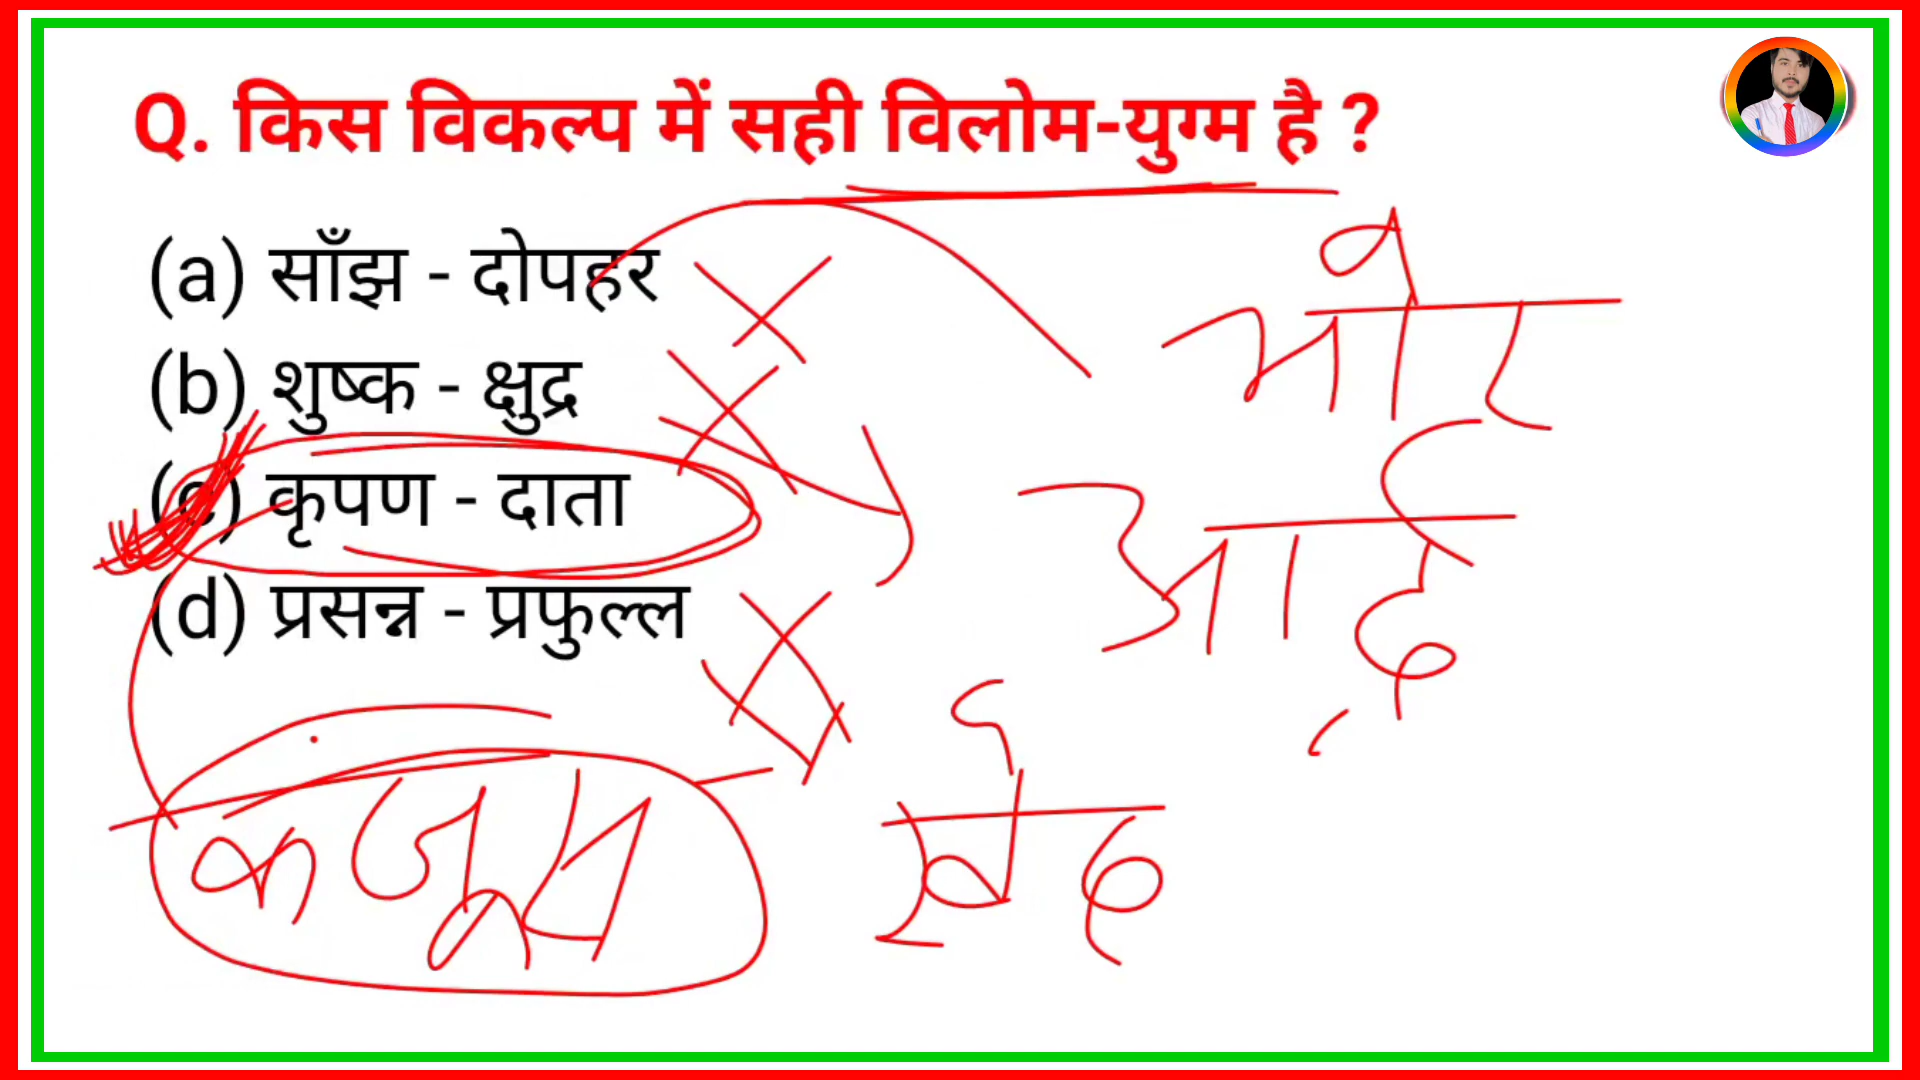 Q. किस विकल्प में सही विलोम-युग्म है ?
(a) साँझ - दोपहर
(b) शुष्क - क्षुद्र
(c) कृपण - दाता
(d) प्रसन्न - प्रफुल्ल
भोर
आर्द्र
कंजूस
खेद